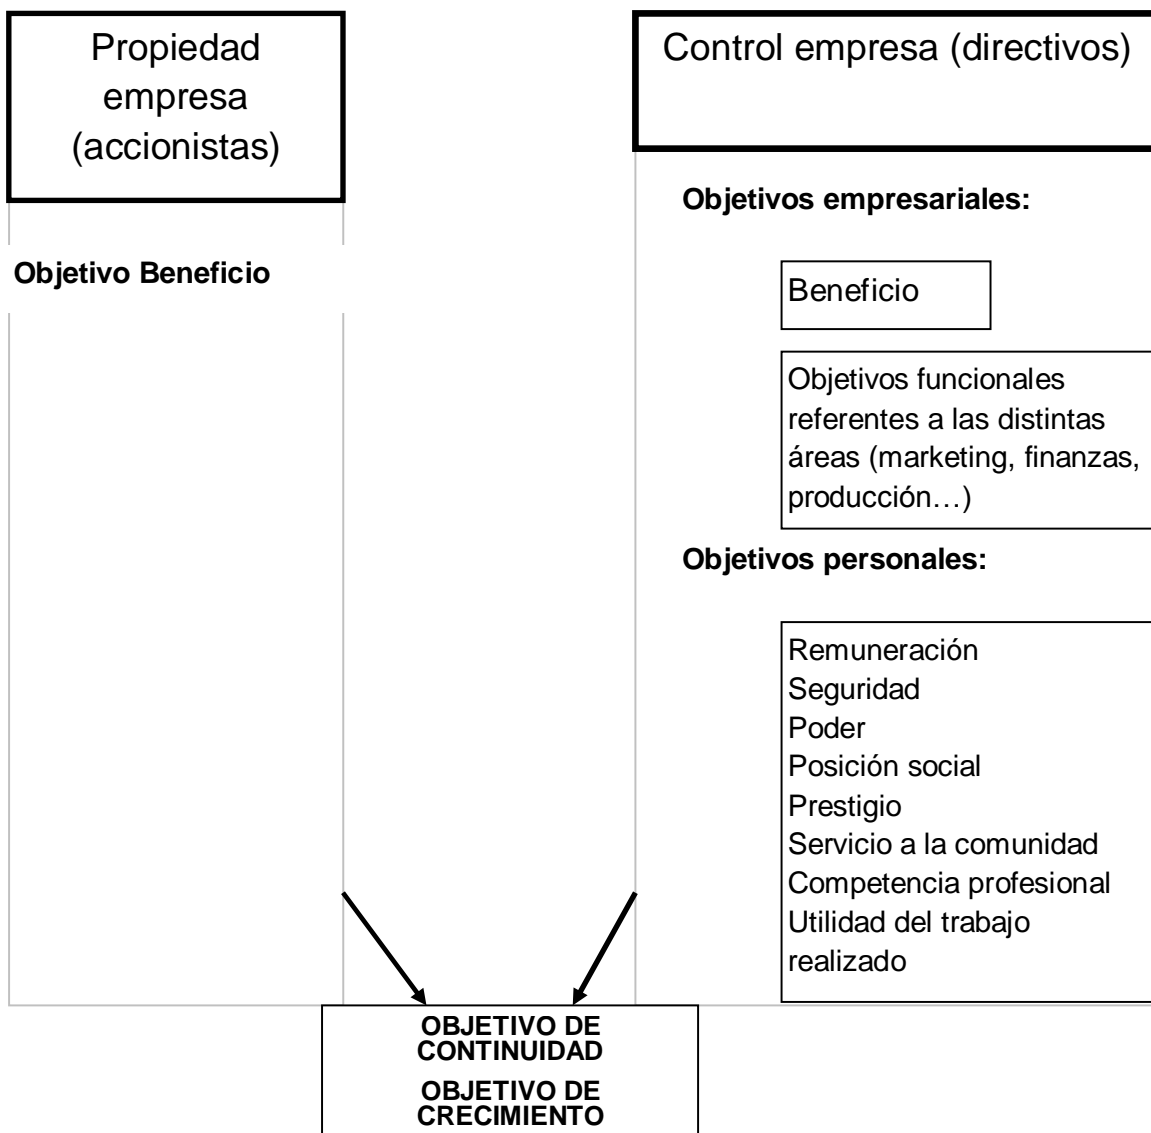 Propiedad
empresa
(accionistas)
Objetivo Beneficio
Control empresa (directivos)
Objetivos empresariales:
Beneficio
Objetivos funcionales
referentes a las distintas
áreas (marketing, finanzas,
producción…)
Objetivos personales:
Remuneración
Seguridad
Poder
Posición social
Prestigio
Servicio a la comunidad
Competencia profesional
Utilidad del trabajo
realizado
OBJETIVO DE
CONTINUIDAD
OBJETIVO DE
CRECIMIENTO